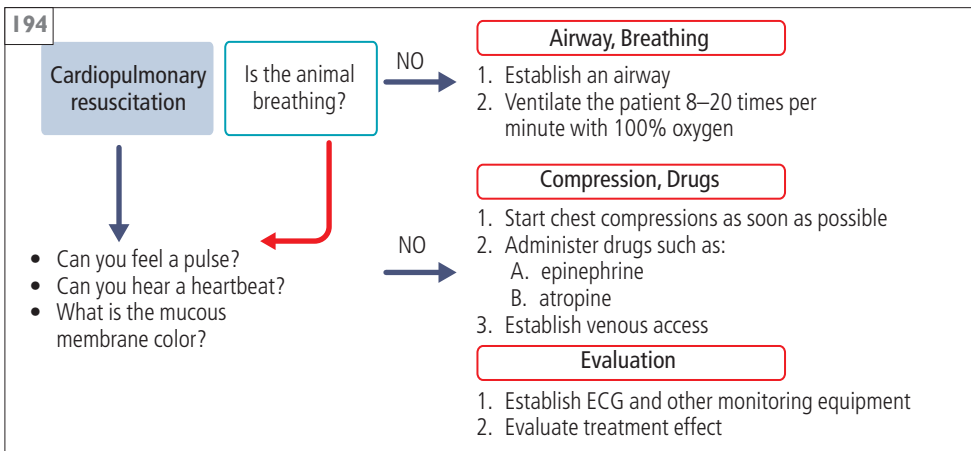 194
Cardiopulmonary
resuscitation
Is the animal
breathing?
NO
Airway, Breathing
1. Establish an airway
2. Ventilate the patient 8–20 times per
minute with 100% oxygen
• Can you feel a pulse?
• Can you hear a heartbeat?
• What is the mucous
membrane color?
NO
Compression, Drugs
1. Start chest compressions as soon as possible
2. Administer drugs such as:
A. epinephrine
B. atropine
3. Establish venous access
Evaluation
1. Establish ECG and other monitoring equipment
2. Evaluate treatment effect